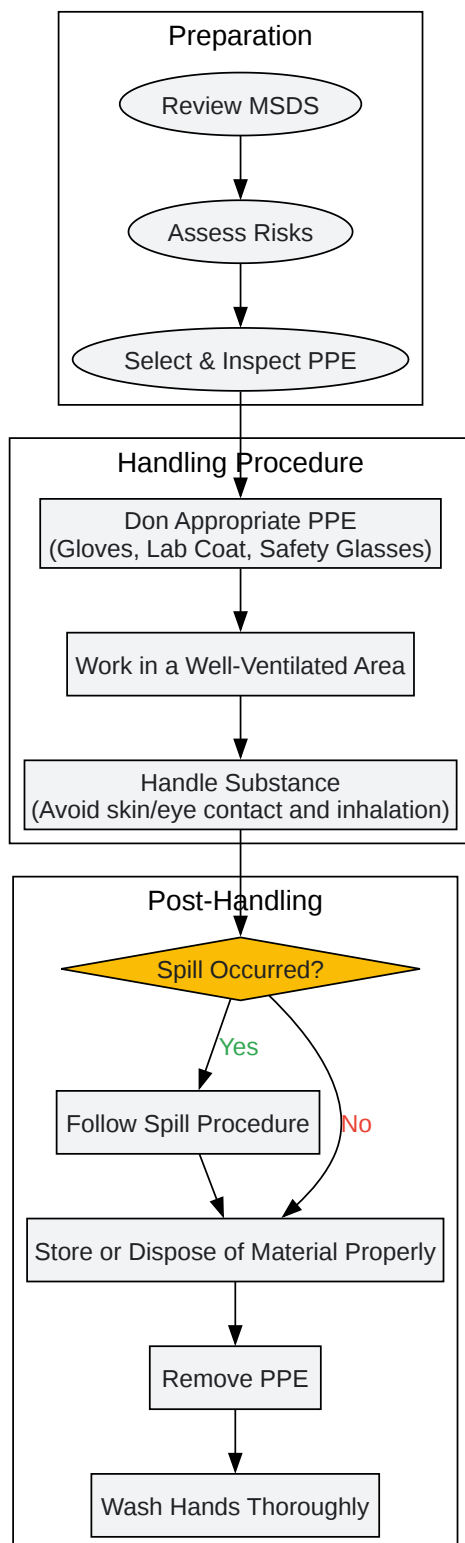 Preparation
Review MSDS
Assess Risks
Select & Inspect PPE
Handling Procedure
Don Appropriate PPE
(Gloves, Lab Coat, Safety Glasses)
Work in a Well-Ventilated Area
Handle Substance
(Avoid skin/eye contact and inhalation)
Post-Handling
Spill Occurred?
Yes
Follow Spill Procedure
No
Store or Dispose of Material Properly
Remove PPE
Wash Hands Thoroughly